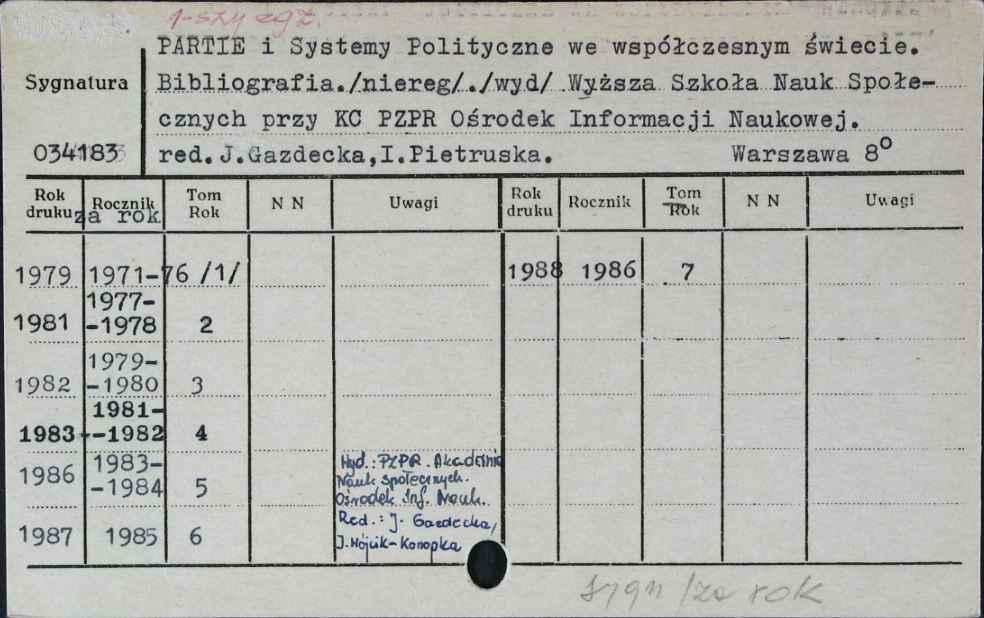 1-szy egz.
PARTIE i Systemy Polityczne we współczesnym świecie.
Sygnatura
Bibliografia./niereg/./wyd/ Wyższa Szkoła Nauk Społe-
cznych przy KC PZPR Ośrodek Informacji Naukowej.
034183
red.J.Gazdecka,I.Pietruska. Warszawa 8°
Rok druku Rocznik Tom Rok N N Uwagi Rok druku Rocznik Tom Rok N N Uwagi
za rok
1979 1971-76 /1/ 1988 1986 7
1977-
1981 -1978 2
1979-
1982 -1980 3
1981-
1983 -1982 4
1983-
1986 -1984 5
Wyd.: PZPR. Akademia
Nauk społecznych.
Ośrodek Inf. Nauk.
Red.: J. Gazdecka,
J. Wójcik-Konopka
1987 1985 6
sygn /za rok